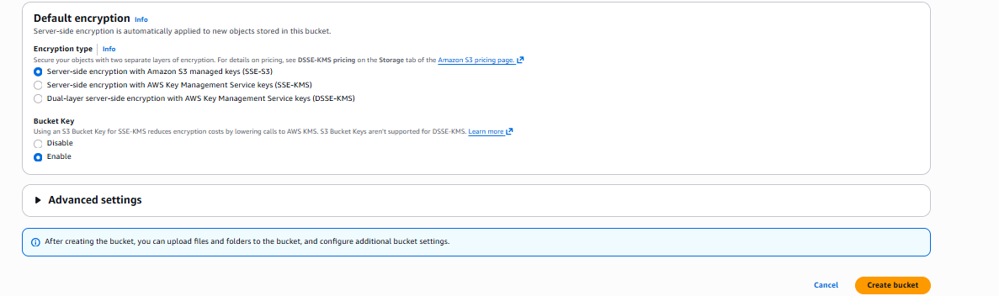 Default encryption Info
Server-side encryption is automatically applied to new objects stored in this bucket.
Encryption type Info
Secure your objects with two separate layers of encryption. For details on pricing, see DSSE-KMS pricing on the Storage tab of the Amazon S3 pricing page.
Server-side encryption with Amazon S3 managed keys (SSE-S3)
Server-side encryption with AWS Key Management Service keys (SSE-KMS)
Dual-layer server-side encryption with AWS Key Management Service keys (DSSE-KMS)
Bucket Key
Using an S3 Bucket Key for SSE-KMS reduces encryption costs by lowering calls to AWS KMS. S3 Bucket Keys aren't supported for DSSE-KMS. Learn more
Disable
Enable
Advanced settings
After creating the bucket, you can upload files and folders to the bucket, and configure additional bucket settings.
Cancel Create bucket